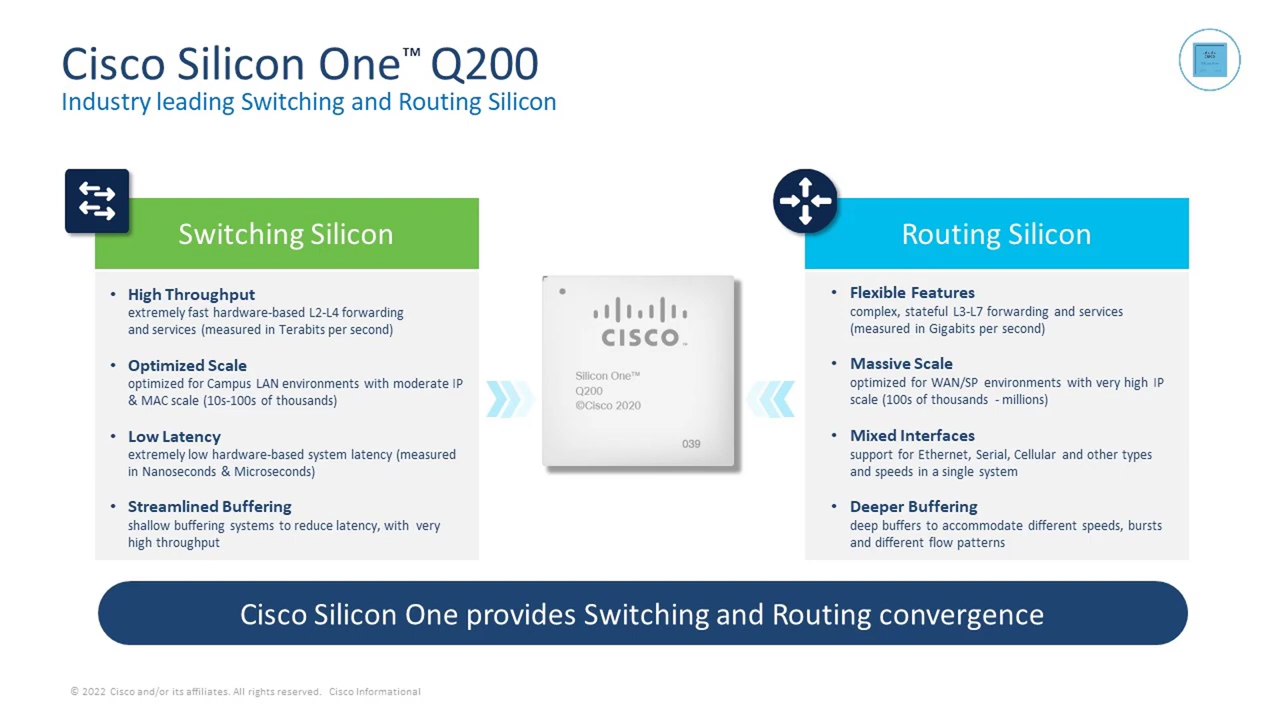 Cisco Silicon One™ Q200
Industry leading Switching and Routing Silicon
Switching Silicon
• High Throughput
extremely fast hardware-based L2-L4 forwarding
and services (measured in Terabits per second)
• Optimized Scale
optimized for Campus LAN environments with moderate IP
& MAC scale (10s-100s of thousands)
• Low Latency
extremely low hardware-based system latency (measured
in Nanoseconds & Microseconds)
• Streamlined Buffering
shallow buffering systems to reduce latency, with very
high throughput
CISCO™
Silicon One™
Q200
©Cisco 2020
039
Routing Silicon
• Flexible Features
complex, stateful L3-L7 forwarding and services
(measured in Gigabits per second)
• Massive Scale
optimized for WAN/SP environments with very high IP
scale (100s of thousands - millions)
• Mixed Interfaces
support for Ethernet, Serial, Cellular and other types
and speeds in a single system
• Deeper Buffering
deep buffers to accommodate different speeds, bursts
and different flow patterns
Cisco Silicon One provides Switching and Routing convergence
© 2022 Cisco and/or its affiliates. All rights reserved. Cisco Informational